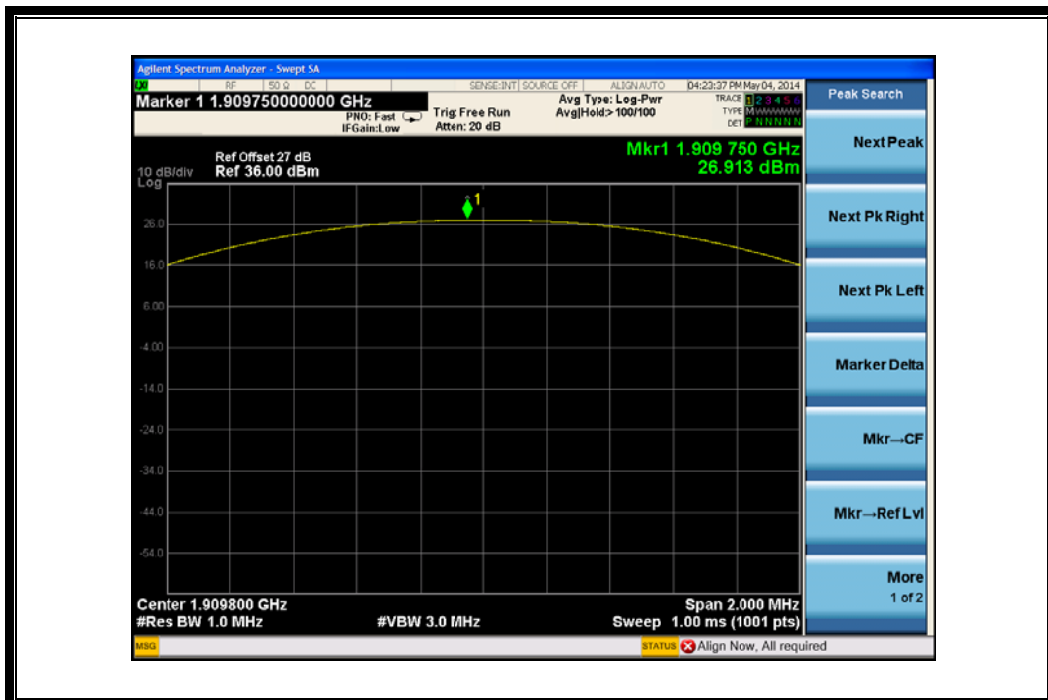 Agilent Spectrum Analyzer - Swept SA
LXI RF 50 Ω DC SENSE:INT SOURCE OFF ALIGNAUTO 04:23:37 PM May 04, 2014
Marker 1 1.909750000000 GHz
PNO: Fast
IFGain:Low
Trig Free Run
Atten: 20 dB
Avg Type: Log-Pwr
Avg|Hold:> 100/100
TRACE 1 2 3 4 5 6
TYPE MWWWWW
DET P N N N N N
Peak Search
Next Peak
Next Pk Right
Next Pk Left
Marker Delta
Mkr→CF
Mkr→Ref Lvl
More
1 of 2
Mkr1 1.909 750 GHz
26.913 dBm
Ref Offset 27 dB
10 dB/div Ref 36.00 dBm
Log
1
26.0
16.0
6.00
-4.00
-14.0
-24.0
-34.0
-44.0
-54.0
Center 1.909800 GHz Span 2.000 MHz
#Res BW 1.0 MHz #VBW 3.0 MHz Sweep 1.00 ms (1001 pts)
MSG STATUS Align Now, All required